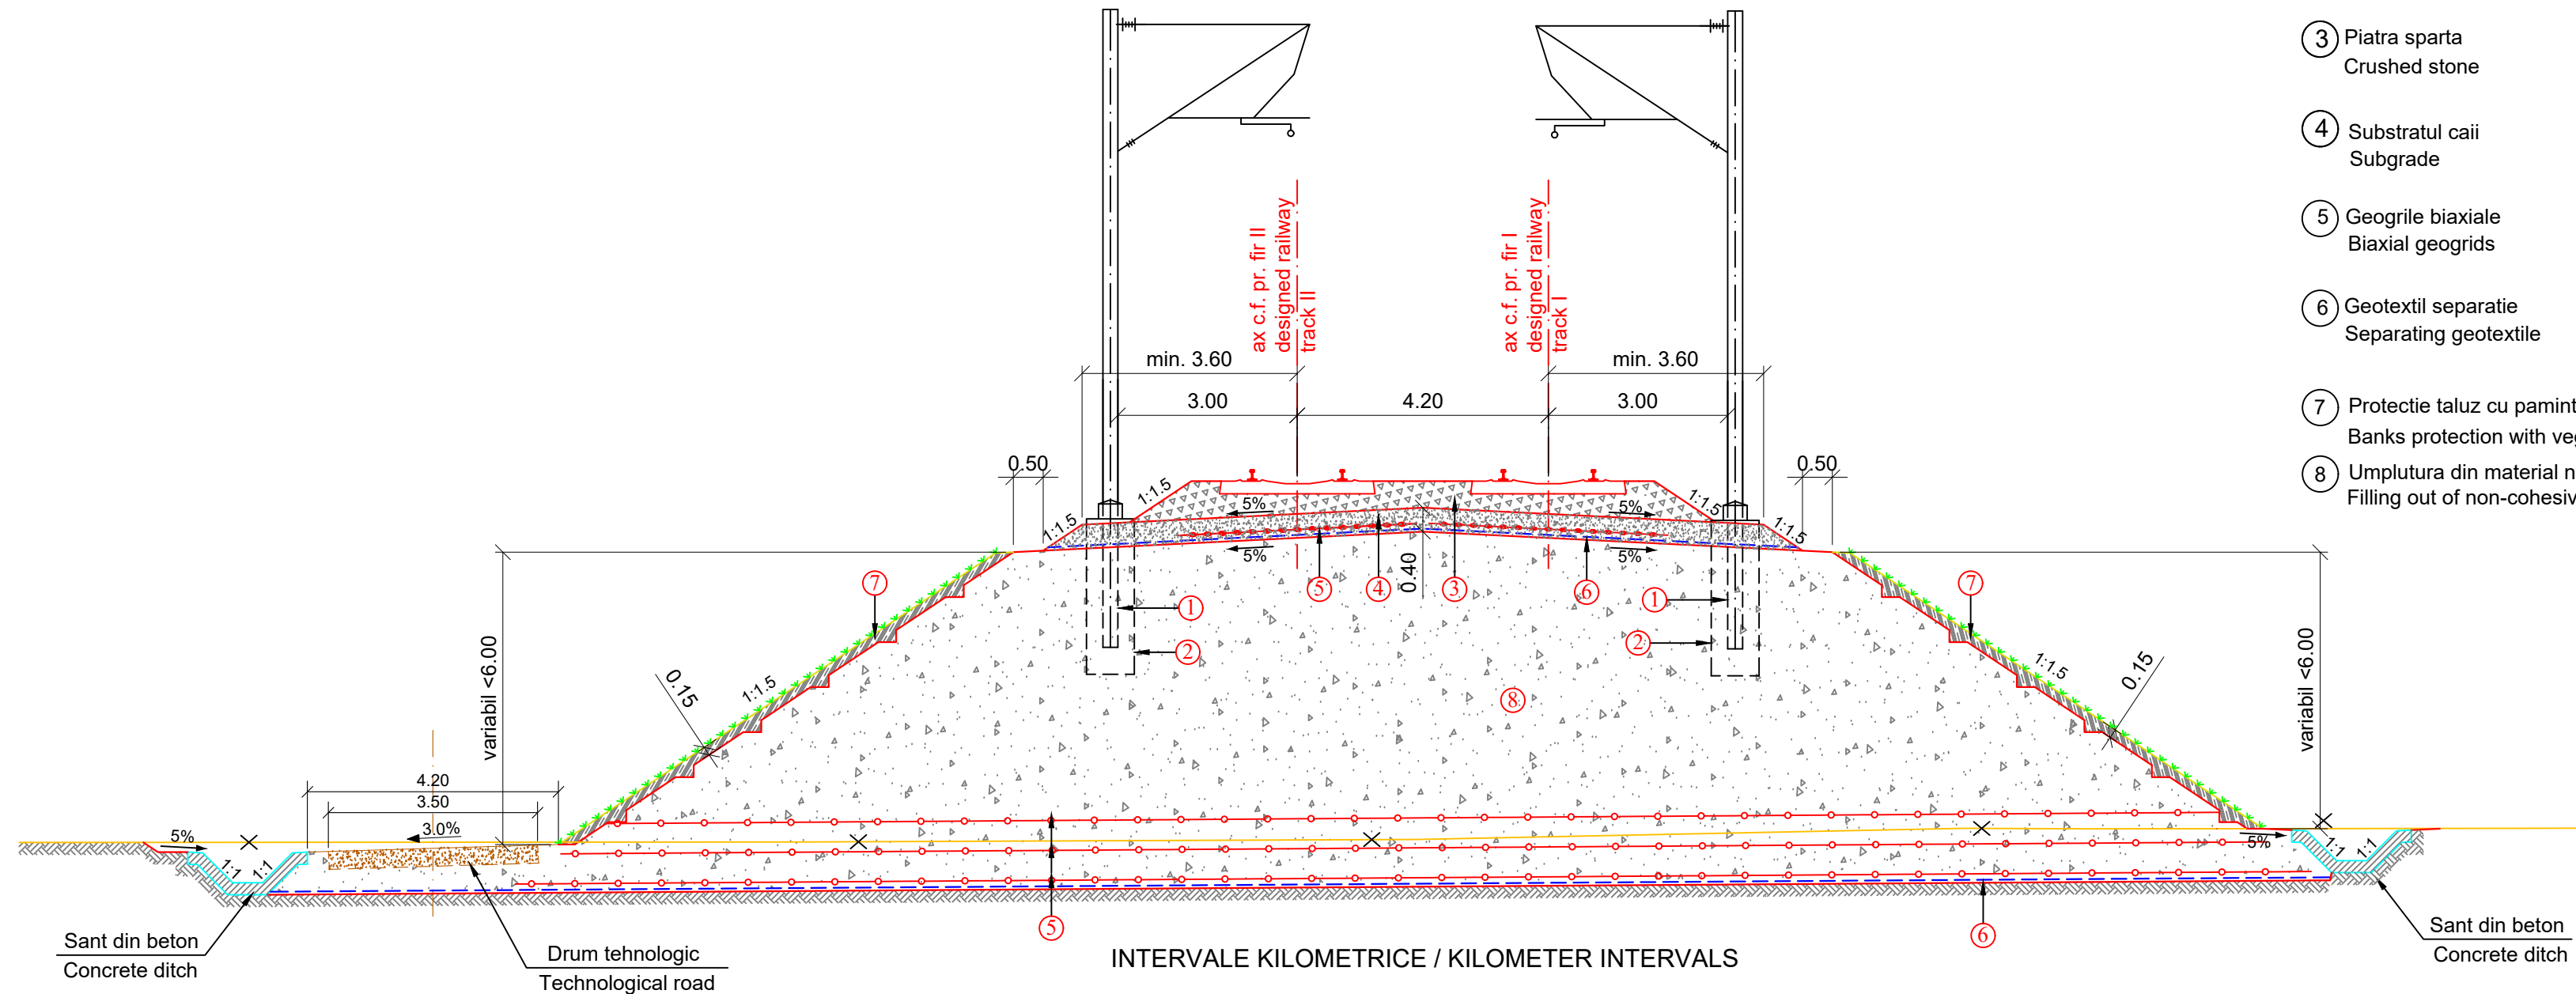 3 Piatra sparta
Crushed stone
4 Substratul caii
Subgrade
5 Geogrile biaxiale
Biaxial geogrids
6 Geotextil separatie
Separating geotextile
7 Protectie taluz cu pamint
Banks protection with
8 Umplutura din material
Filling out of
ax c.f. pr. fir II
designed railway
track II
ax c.f. pr. fir I
designed railway
track I
min. 3.60
min. 3.60
3.00
4.20
3.00
0.50
0.50
1:1.5
1:1.5
1:1.5
1:1.5
5%
5%
5%
5%
0.40
5
4
3
6
7
7
1
1
2
2
8
variabil <6.00
variabil <6.00
0.15
1:1.5
1:1.5
0.15
4.20
3.50
3.0%
5%
5%
1:1
1:1
1:1
1:1
5
6
Sant din beton
Concrete ditch
Drum tehnologic
Technological road
INTERVALE KILOMETRICE / KILOMETER INTERVALS
Sant din beton
Concrete ditch